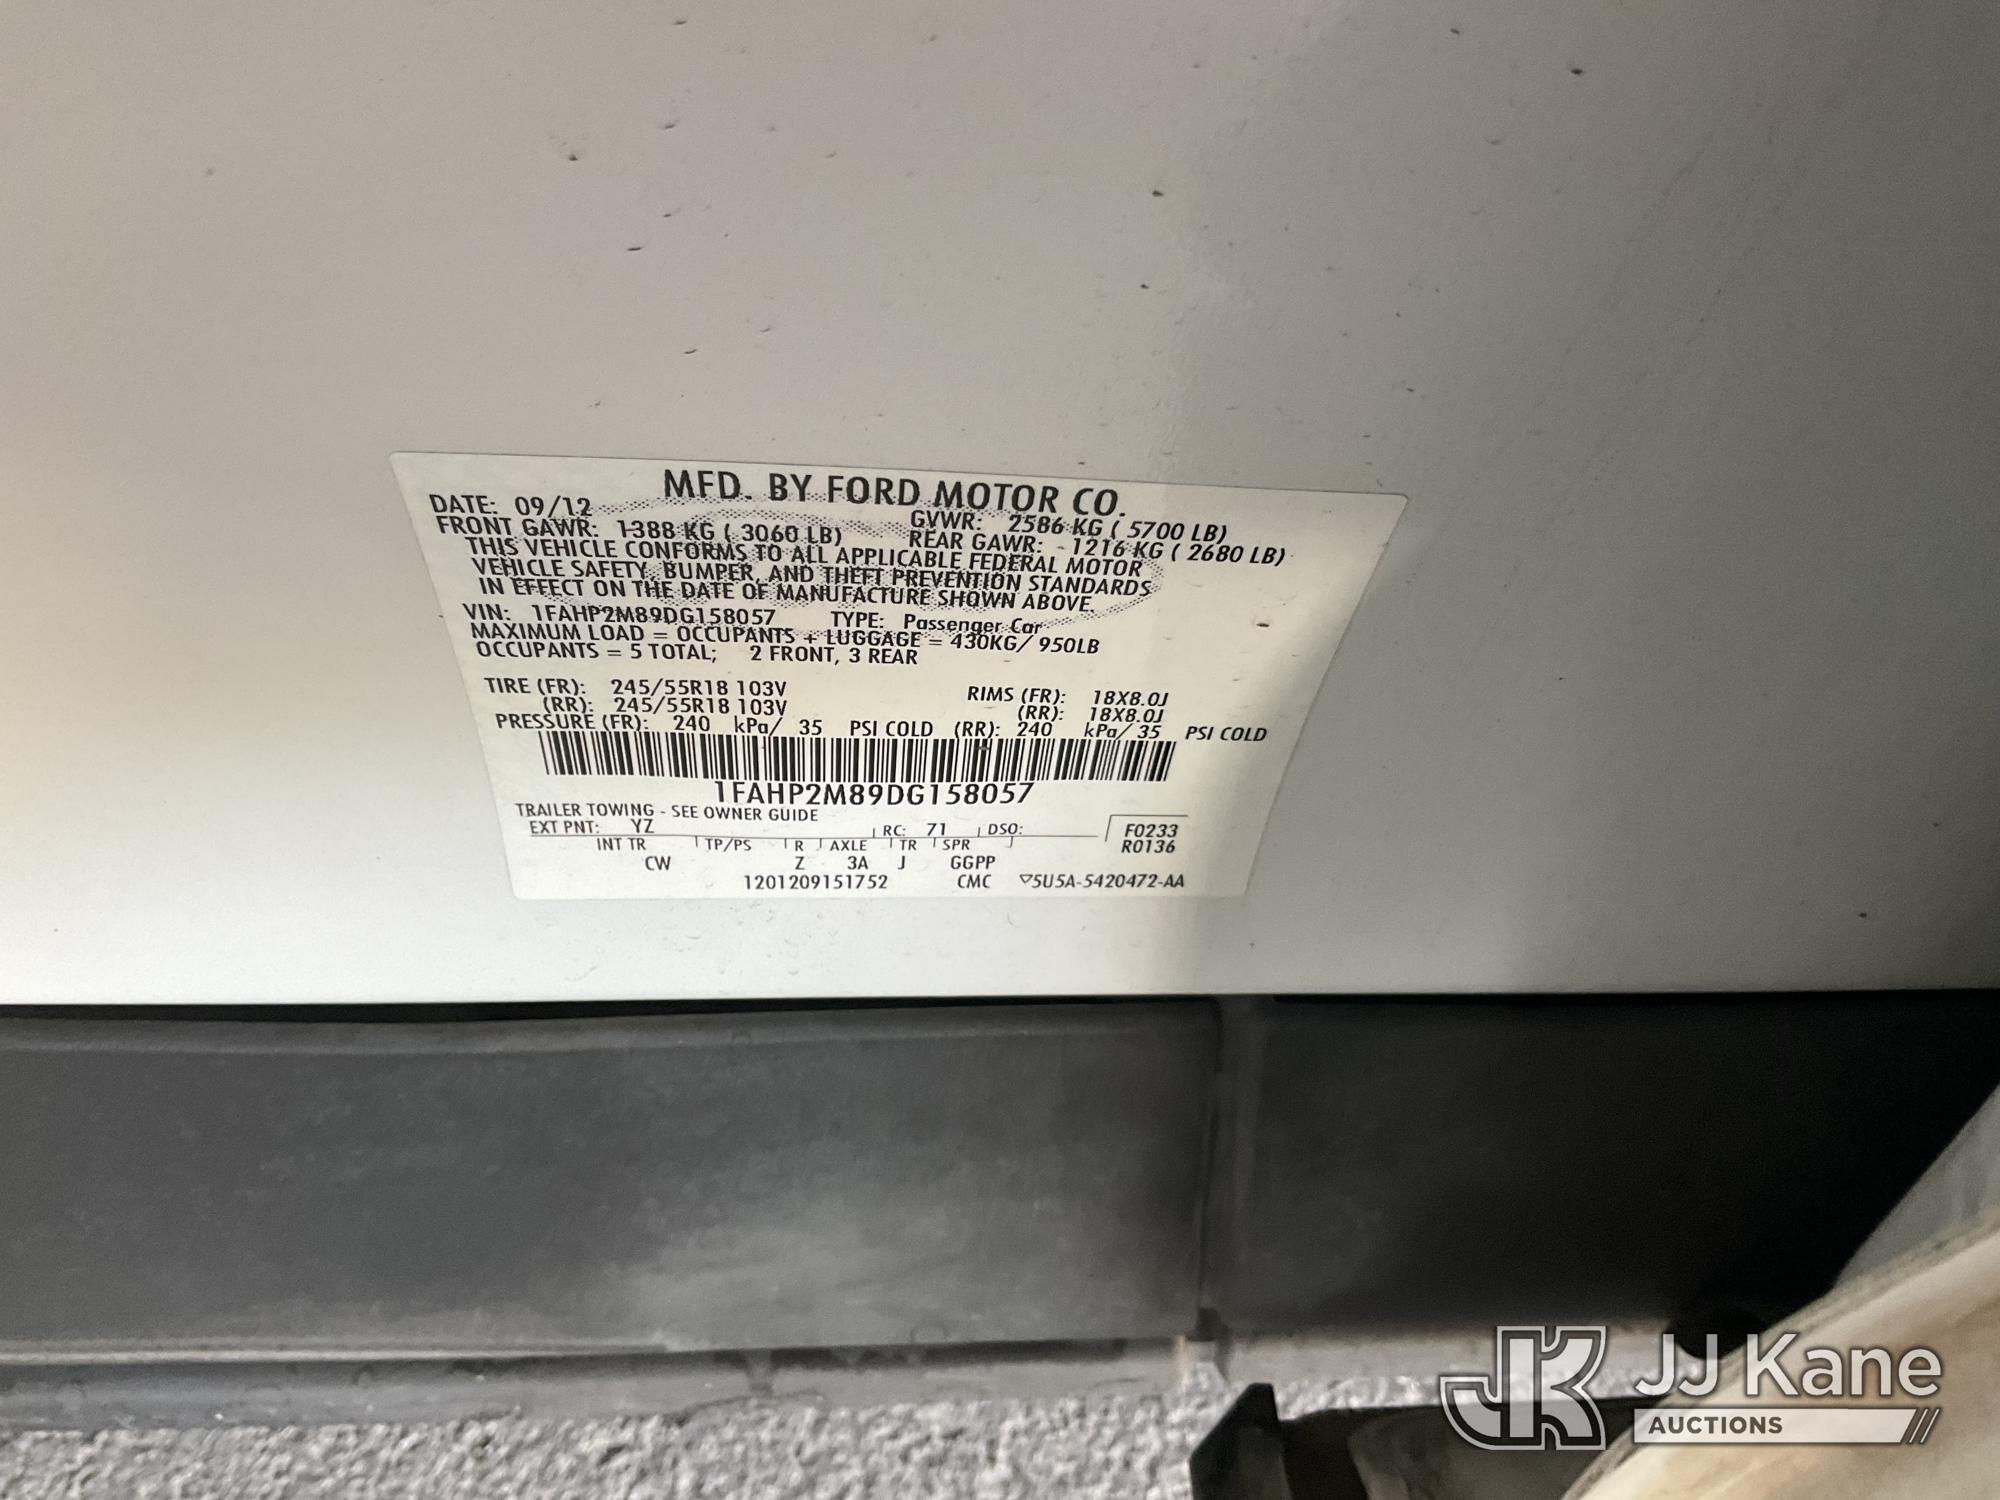 MFD. BY FORD MOTOR CO.
DATE: 09/12 GVWR: 2586 KG ( 5700 LB)
FRONT GAWR: 1388 KG ( 3060 LB) REAR GAWR: 1216 KG ( 2680 LB)
THIS VEHICLE CONFORMS TO ALL APPLICABLE FEDERAL MOTOR
VEHICLE SAFETY, BUMPER, AND THEFT PREVENTION STANDARDS
IN EFFECT ON THE DATE OF MANUFACTURE SHOWN ABOVE.
VIN: 1FAHP2M89DG158057 TYPE: Passenger Car
MAXIMUM LOAD = OCCUPANTS + LUGGAGE = 430KG/ 950LB
OCCUPANTS = 5 TOTAL; 2 FRONT, 3 REAR
TIRE (FR): 245/55R18 103V RIMS (FR): 18X8.0J
(RR): 245/55R18 103V (RR): 18X8.0J
PRESSURE (FR): 240 kPa/ 35 PSI COLD (RR): 240 kPa/ 35 PSI COLD
1FAHP2M89DG158057
TRAILER TOWING - SEE OWNER GUIDE
EXT PNT: YZ RC: 71 DSO: F0233
INT TR TP/PS R AXLE TR SPR R0136
CW Z 3A J GGPP
1201209151752 CMC ▽5U5A-5420472-AA
JK JJ Kane
AUCTIONS